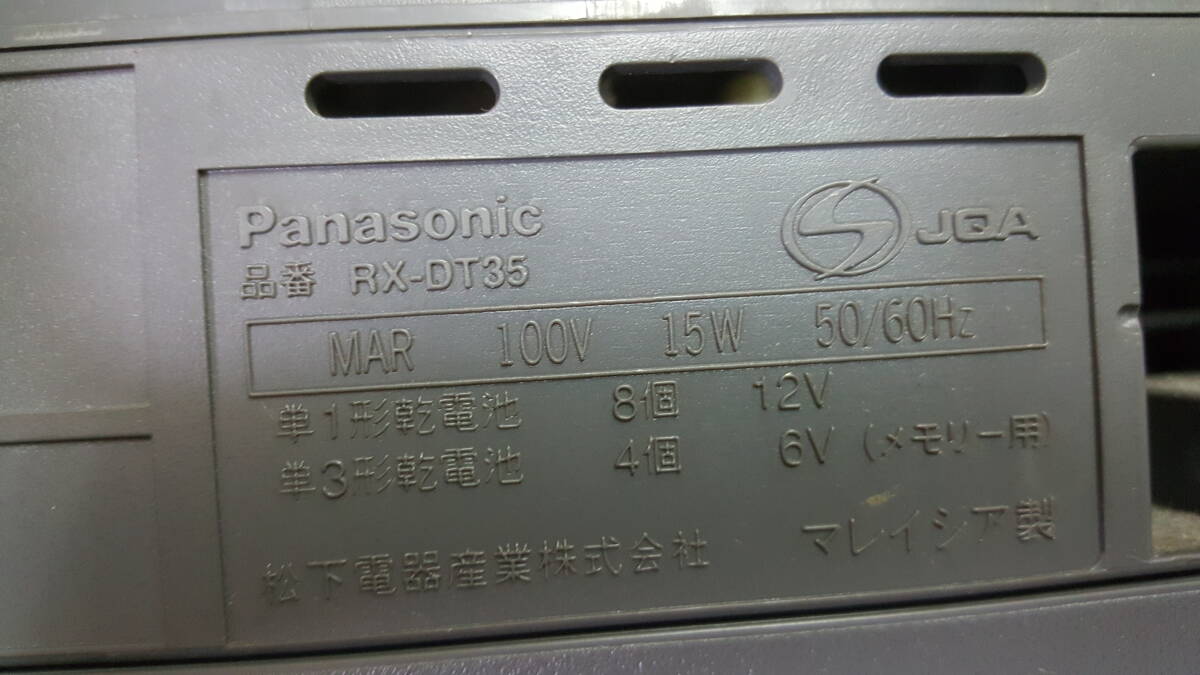 Panasonic
JQA
品番 RX-DT35
MAR 100V 15W 50/60Hz
単1形乾電池 8個 12V
単3形乾電池 4個 6V (メモリー用)
松下電器産業株式会社 マレイシア製